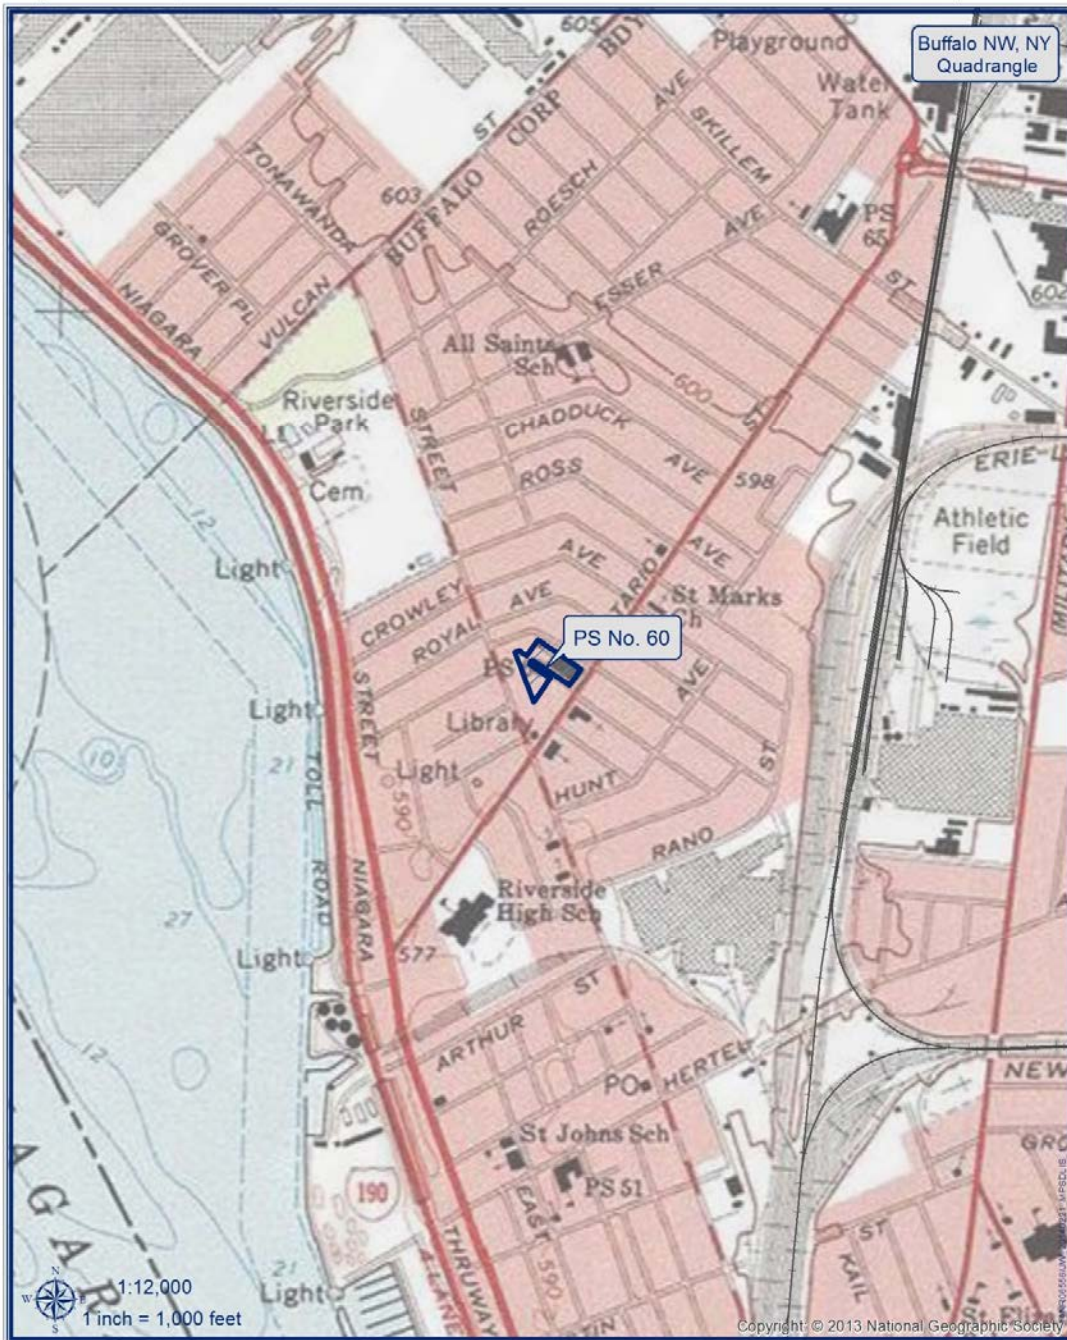 605
BDY
Playground
Buffalo NW, NY
Quadrangle
Water
Tank
AVE
SKILLEM
ST
CORP
BUFFALO
ROESCH
603
TONAWANDA
GROVER PL
NIAGARA
VULCAN
AVE
PS
65
ESSER
ST
602
All Saints
Sch
600
Riverside
Park
STREET
CHADDUCK
AVE
ST
598
ROSS
Cem
12
ERIE-L
Athletic
Field
Light
AVE
AVE
TARIO
St Marks
Ch
CROWLEY
ROYAL
AVE
PS No. 60
PS
AVE
STREET
Light
Library
10
21
TOLL
ROAD
Light
590
HUNT
ST
RANO
NIAGARA
27
Riverside
High Sch
Light
577
ST
ARTHUR
12
PO
HERTEL
NEW
St Johns Sch
GRO
PS 51
190
EAST
590
ST
KAIL
THRUWAY
4-LANE
AGAR
21
Light
N
W
S
1:12,000
1 inch = 1,000 feet
Copyright: © 2013 National Geographic Society